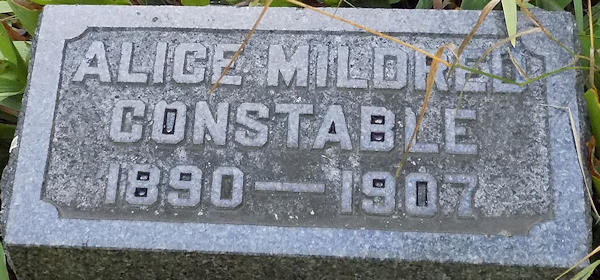 ALICE MILDRED
CONSTABLE
1890 — 1907